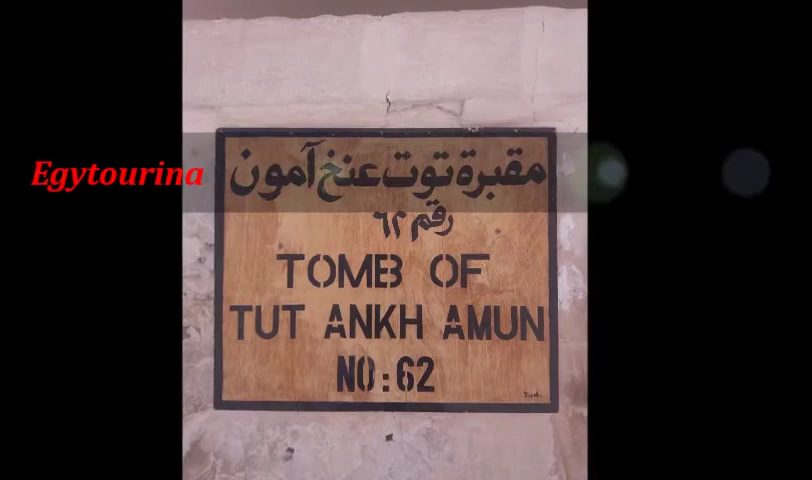 Egytourina
مقبرة توت عنخ آمون
رقم ٦٢
TOMB OF
TUT ANKH AMUN
NO:62